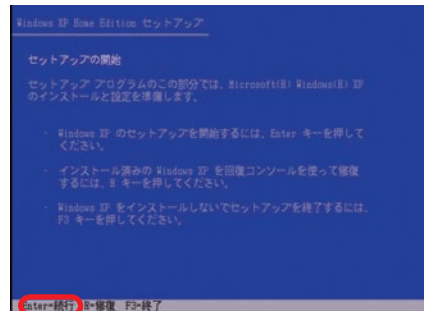 Windows XP Home Edition セットアップ
セットアップの開始
セットアップ プログラムのこの部分では、Microsoft(R) Windows(R) XP
のインストールと設定を準備します。
・ Windows XP のセットアップを開始するには、Enter キーを押して
ください。
・ インストール済みの Windows XP を回復コンソールを使って修復
するには、R キーを押してください。
・ Windows XP をインストールしないでセットアップを終了するには、
F3 キーを押してください。
Enter=続行 R=修復 F3=終了